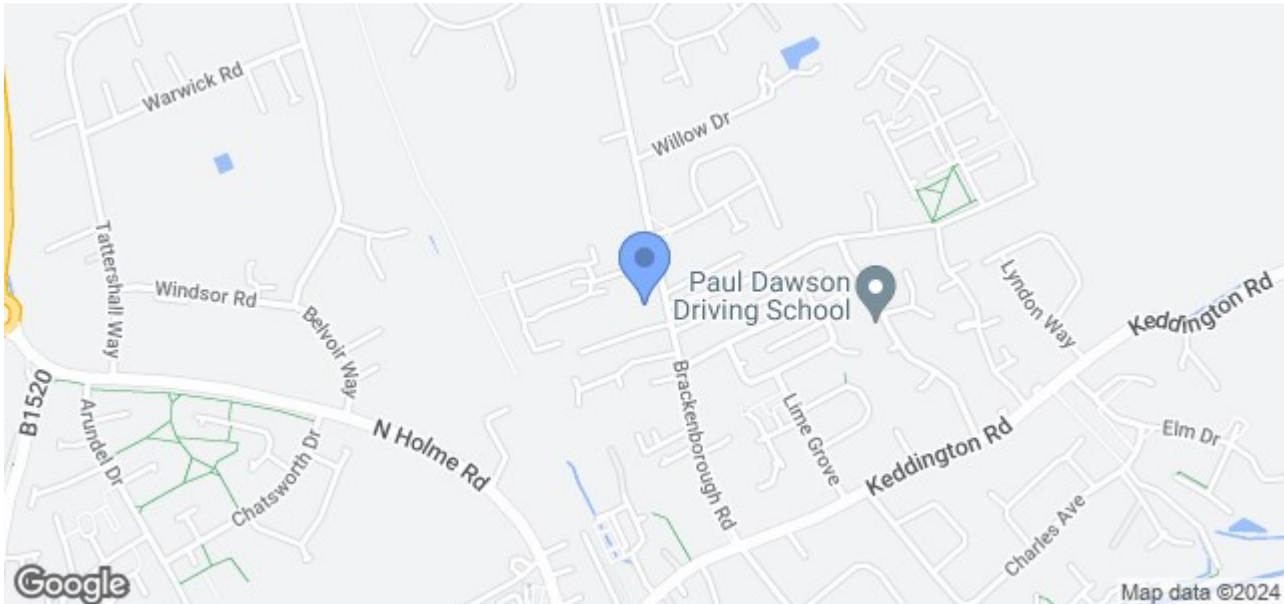 Warwick Rd
Willow Dr
Tattershall Way
Windsor Rd
Belvoir Way
Paul Dawson
Driving School
Lyndon Way
Keddington Rd
B1520
Arundel Dr
Chatsworth Dr
N Holme Rd
Brackenborough Rd
Lime Grove
Keddington Rd
Elm Dr
Charles Ave
Google
Map data ©2024